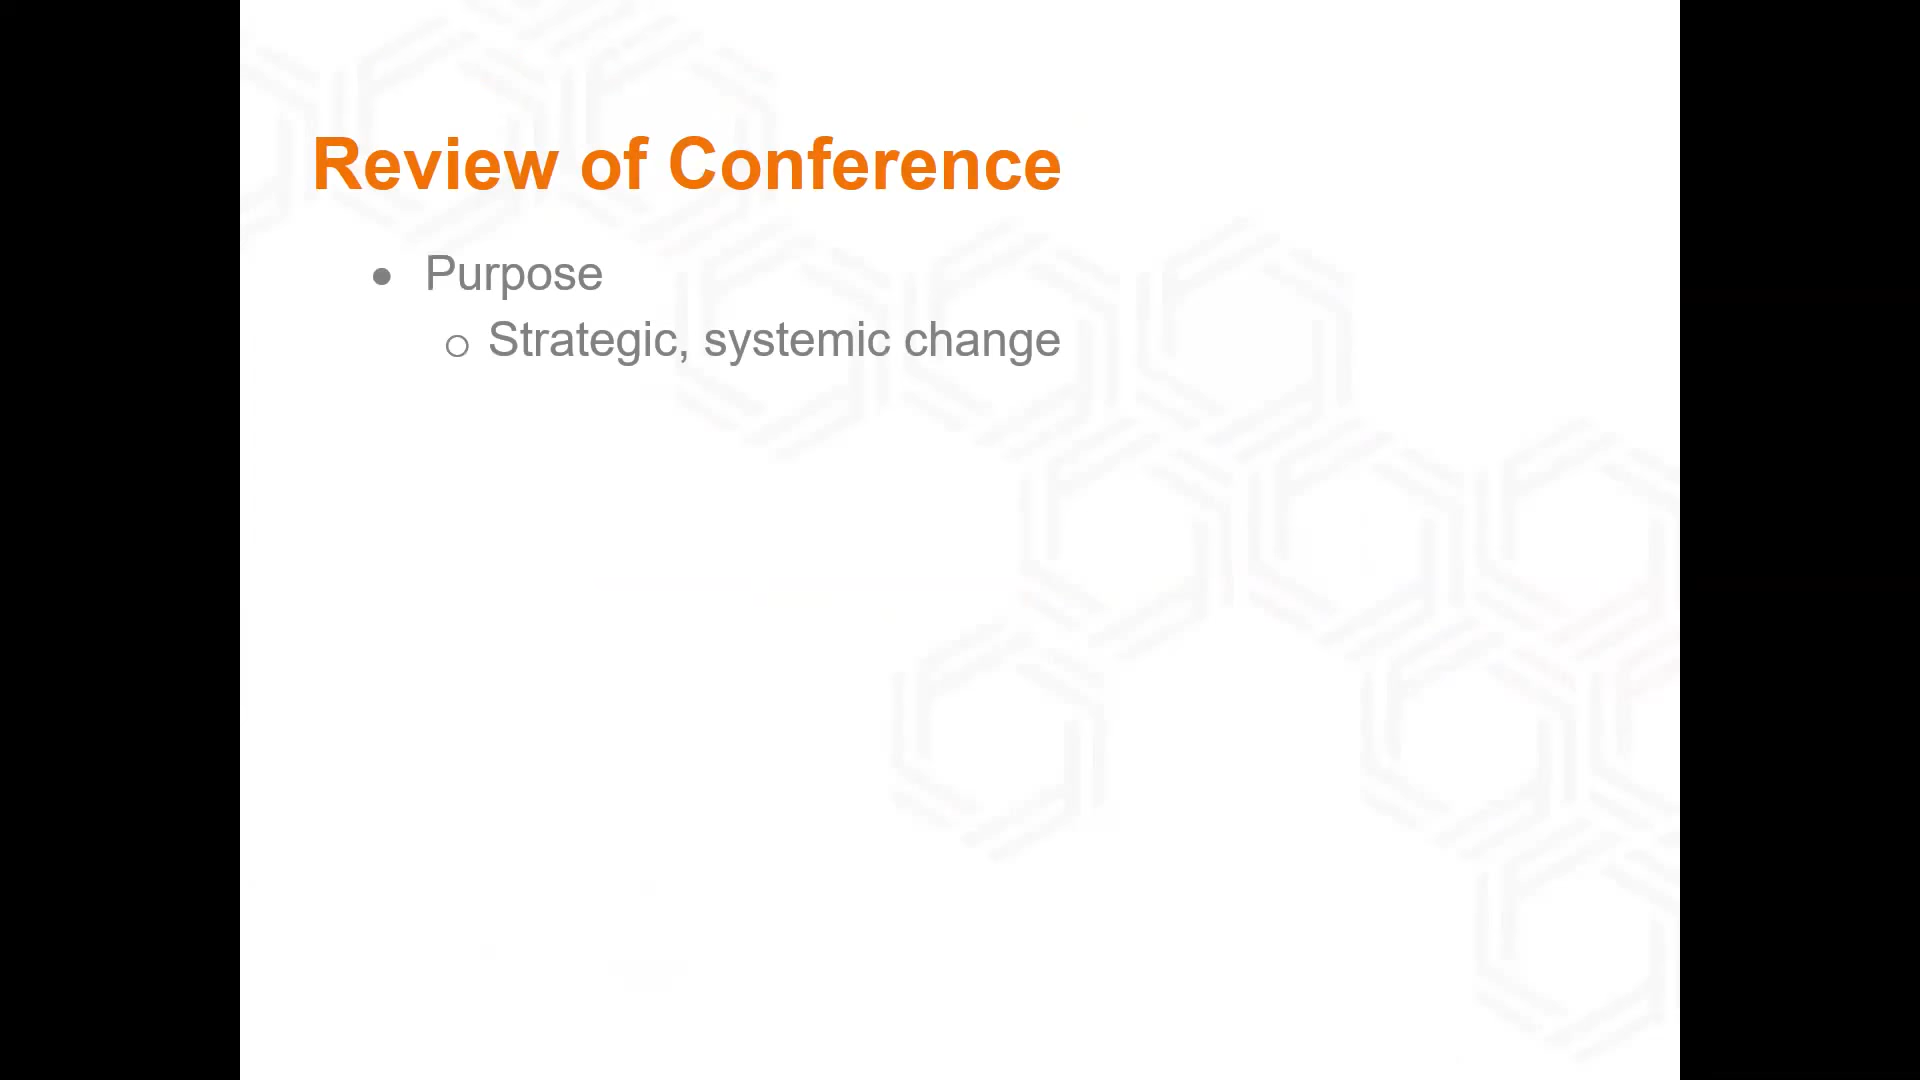 Review of Conference
● Purpose
○ Strategic, systemic change